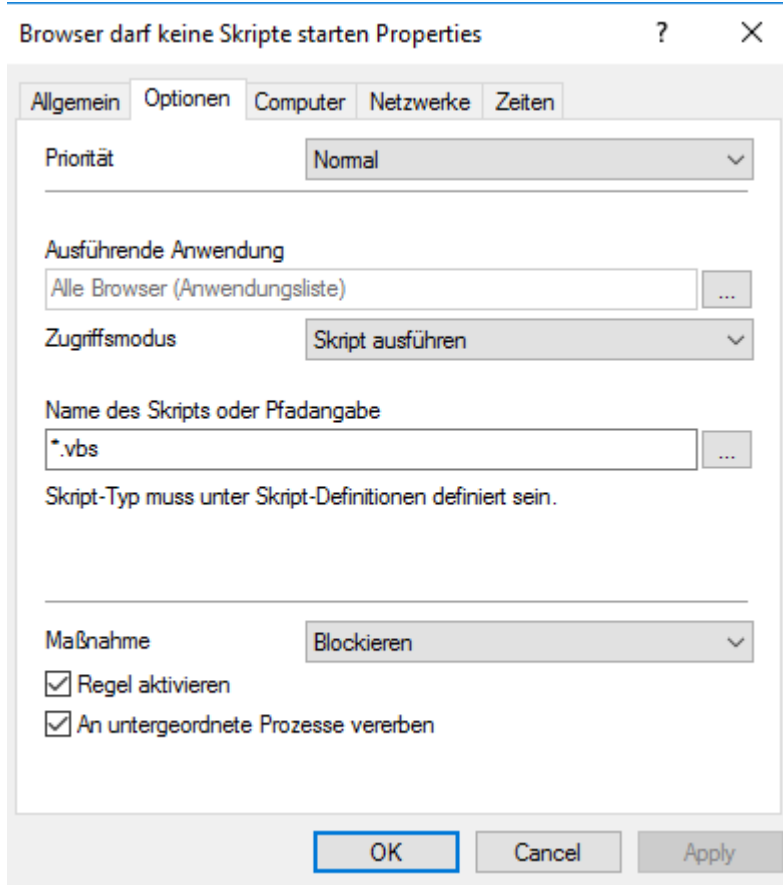 Browser darf keine Skripte starten Properties ?
Allgemein Optionen Computer Netzwerke Zeiten
Priorität Normal
Ausführende Anwendung
Alle Browser (Anwendungsliste) ...
Zugriffsmodus Skript ausführen
Name des Skripts oder Pfadangabe
*.vbs ...
Skript-Typ muss unter Skript-Definitionen definiert sein.
Maßnahme Blockieren
Regel aktivieren
An untergeordnete Prozesse vererben
OK Cancel Apply